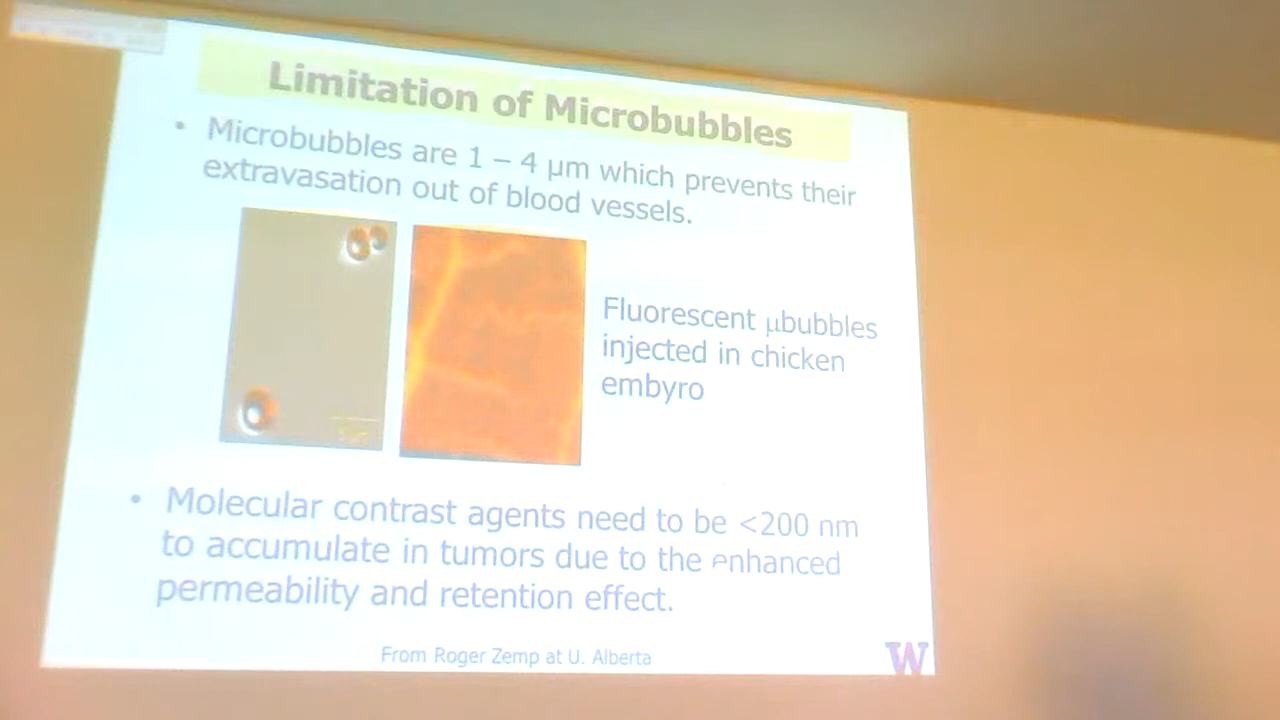 Limitation of Microbubbles
• Microbubbles are 1 – 4 µm which prevents their
extravasation out of blood vessels.
Fluorescent µbubbles
injected in chicken
embyro
• Molecular contrast agents need to be <200 nm
to accumulate in tumors due to the enhanced
permeability and retention effect.
From Roger Zemp at U. Alberta
W